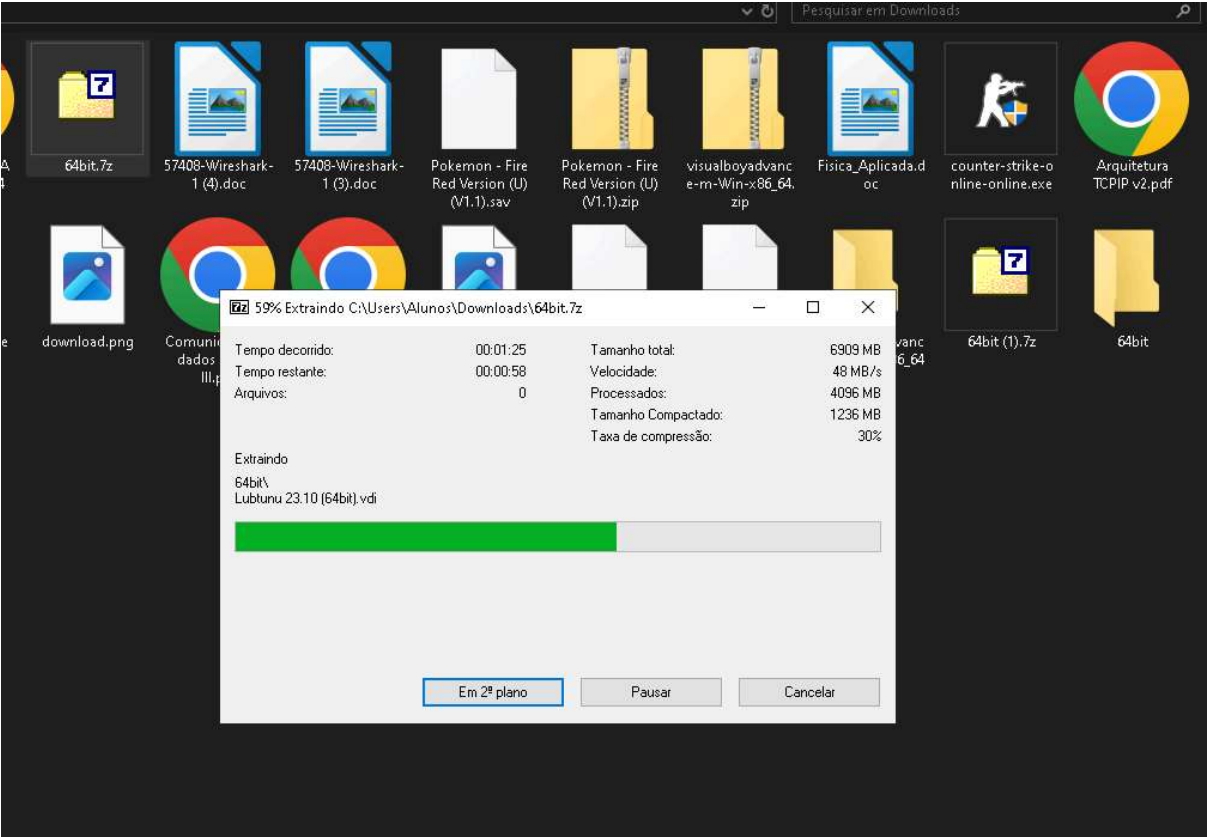 Pesquisar em Downloads
64bit.7z
57408-Wireshark-
1 (4).doc
57408-Wireshark-
1 (3).doc
Pokemon - Fire
Red Version (U)
(V1.1).sav
Pokemon - Fire
Red Version (U)
(V1.1).zip
visualboyadvanc
e-m-Win-x86_64.
zip
Fisica_Aplicada.d
oc
counter-strike-o
nline-online.exe
Arquitetura
TCPIP v2.pdf
download.png
Comuni
dados
III.p
vanc
6_64
64bit (1).7z
64bit
59% Extraindo C:\Users\Alunos\Downloads\64bit.7z
Tempo decorrido: 00:01:25
Tempo restante: 00:00:58
Arquivos: 0
Tamanho total: 6909 MB
Velocidade: 48 MB/s
Processados: 4096 MB
Tamanho Compactado: 1236 MB
Taxa de compressão: 30%
Extraindo
64bit\
Lubtunu 23.10 (64bit).vdi
Em 2º plano
Pausar
Cancelar